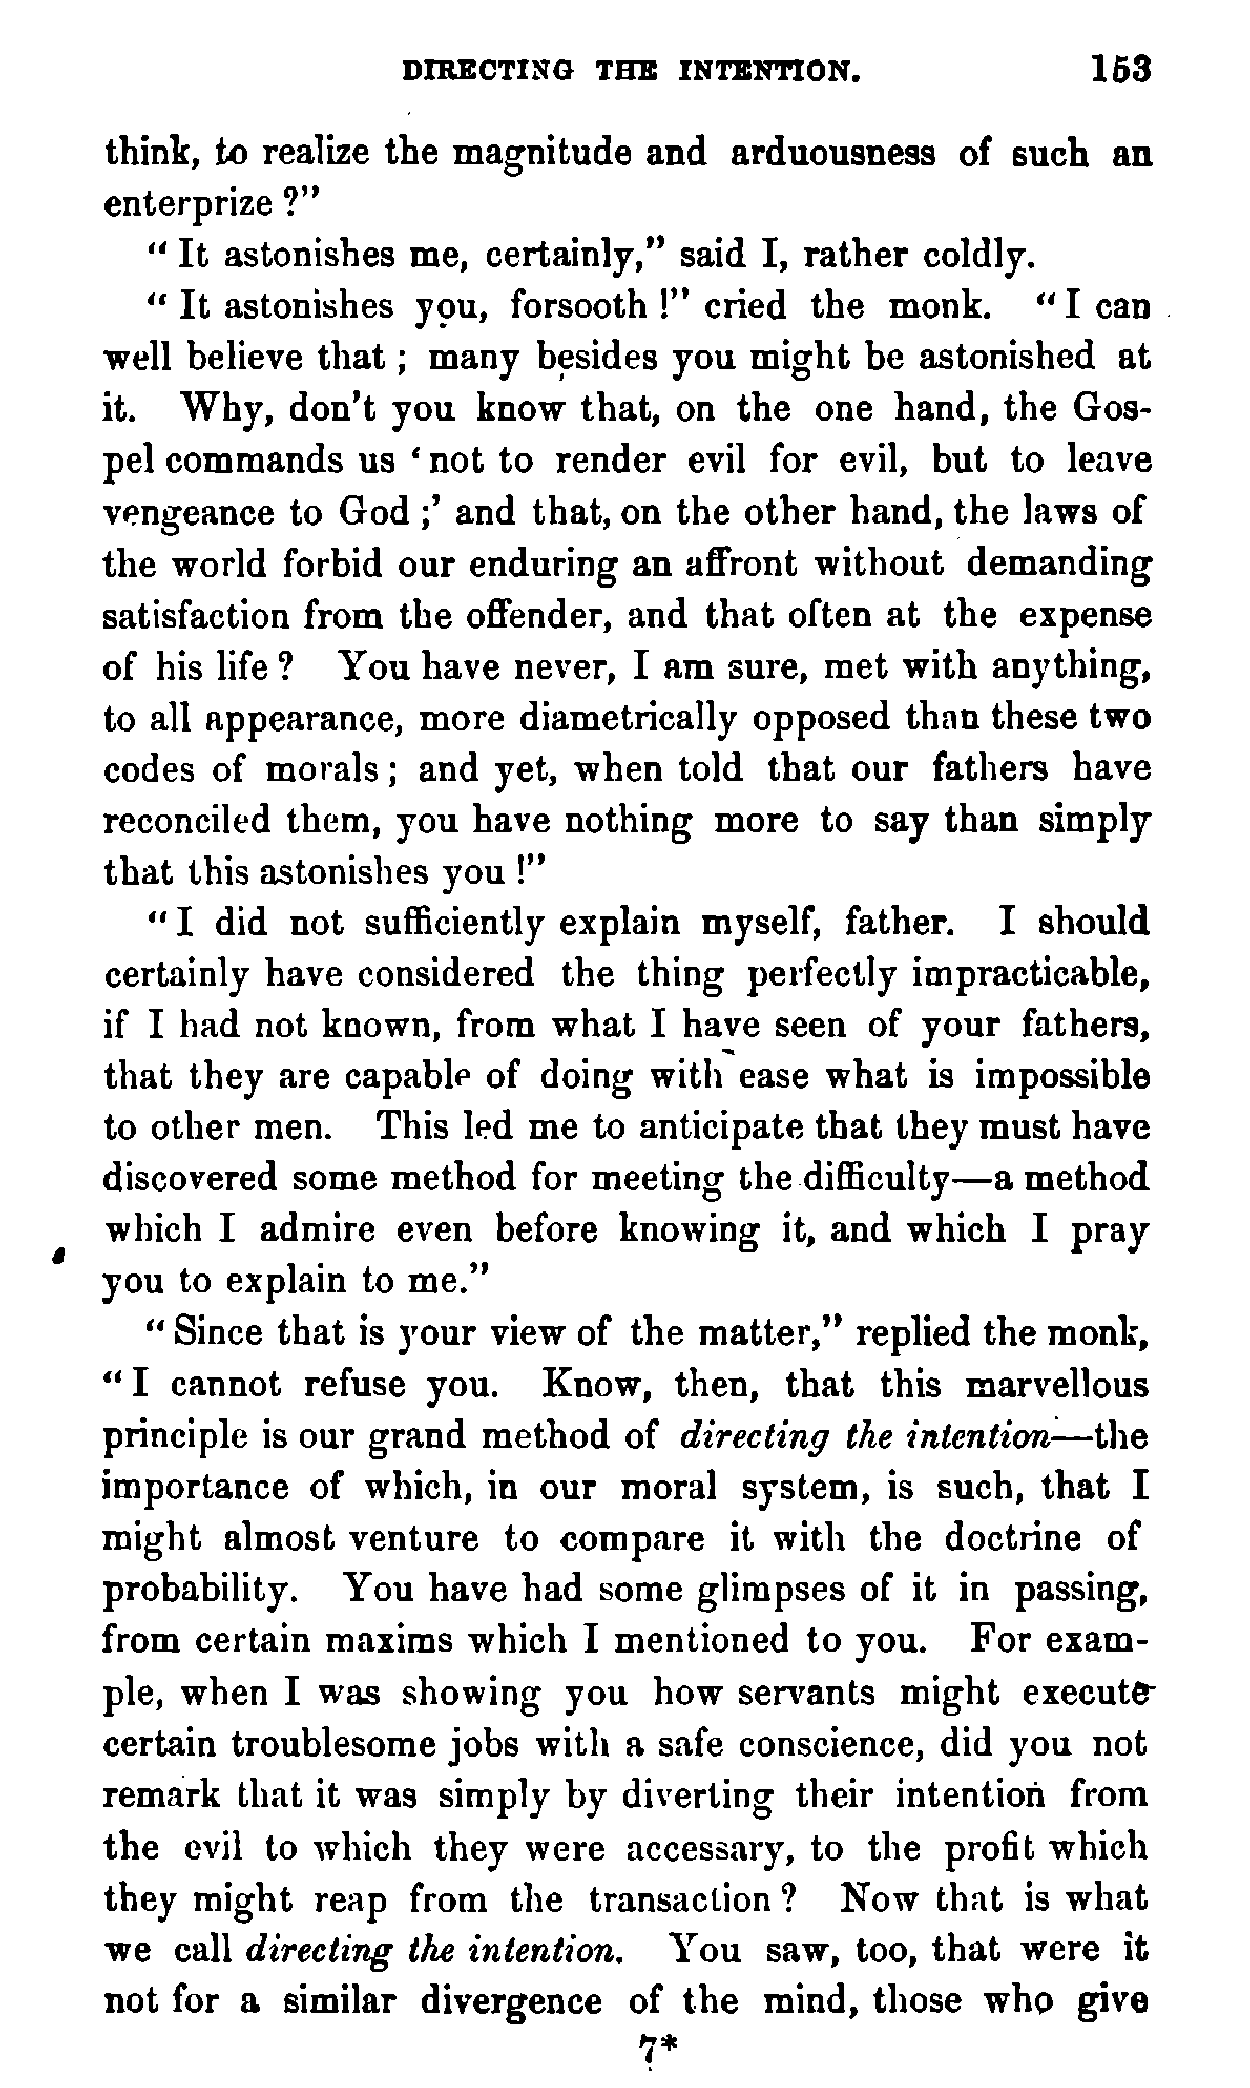 DIRECTING THE INTENTION. 153
think, to realize the magnitude and arduousness of such an
enterprize ?"
" It astonishes me, certainly," said I, rather coldly.
" It astonishes you, forsooth !" cried the monk. " I can
well believe that ; many besides you might be astonished at
it. Why, don't you know that, on the one hand, the Gos-
pel commands us ' not to render evil for evil, but to leave
vengeance to God ;' and that, on the other hand, the laws of
the world forbid our enduring an affront without demanding
satisfaction from the offender, and that often at the expense
of his life ? You have never, I am sure, met with anything,
to all appearance, more diametrically opposed than these two
codes of morals ; and yet, when told that our fathers have
reconciled them, you have nothing more to say than simply
that this astonishes you !"
" I did not sufficiently explain myself, father. I should
certainly have considered the thing perfectly impracticable,
if I had not known, from what I have seen of your fathers,
that they are capable of doing with ease what is impossible
to other men. This led me to anticipate that they must have
discovered some method for meeting the difficulty—a method
which I admire even before knowing it, and which I pray
you to explain to me."
" Since that is your view of the matter," replied the monk,
" I cannot refuse you. Know, then, that this marvellous
principle is our grand method of directing the intention—the
importance of which, in our moral system, is such, that I
might almost venture to compare it with the doctrine of
probability. You have had some glimpses of it in passing,
from certain maxims which I mentioned to you. For exam-
ple, when I was showing you how servants might execute
certain troublesome jobs with a safe conscience, did you not
remark that it was simply by diverting their intention from
the evil to which they were accessary, to the profit which
they might reap from the transaction ? Now that is what
we call directing the intention. You saw, too, that were it
not for a similar divergence of the mind, those who give
7*